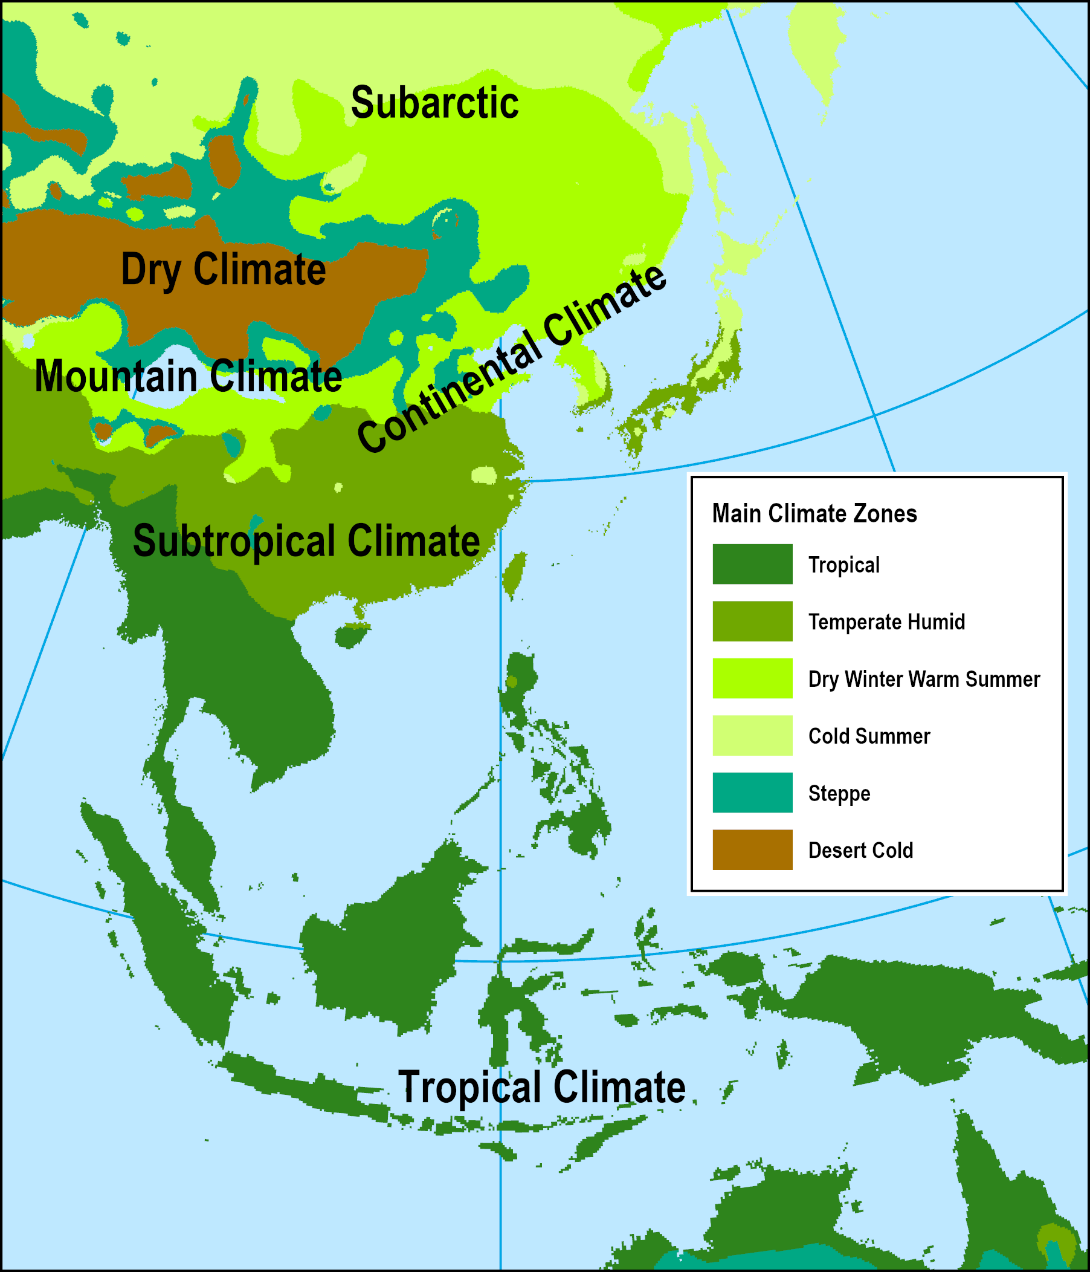 Subarctic
Dry Climate
Continental Climate
Mountain Climate
Subtropical Climate
Main Climate Zones
Tropical
Temperate Humid
Dry Winter Warm Summer
Cold Summer
Steppe
Desert Cold
Tropical Climate